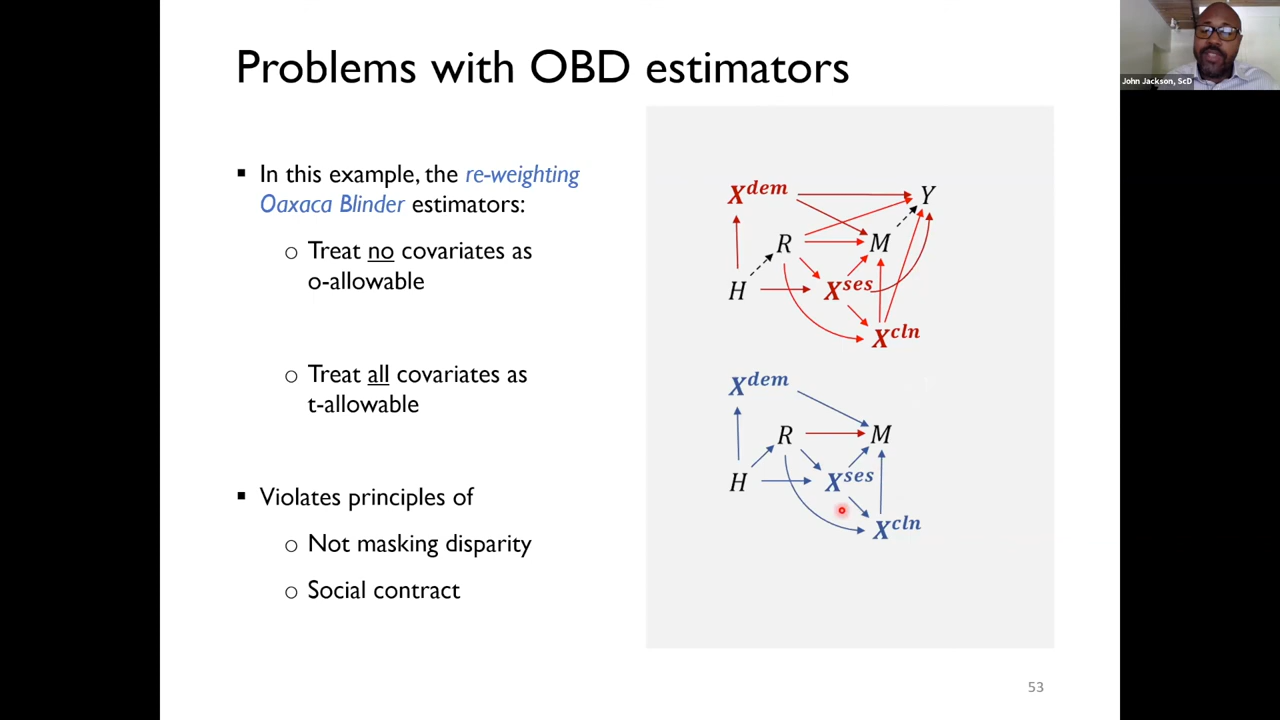 Problems with OBD estimators
John Jackson, ScD
▪ In this example, the re-weighting
Oaxaca Blinder estimators:
o Treat no covariates as
o-allowable
o Treat all covariates as
t-allowable
▪ Violates principles of
o Not masking disparity
o Social contract
X^dem
Y
R
M
H
X^ses
X^cln
X^dem
R
M
H
X^ses
X^cln
53